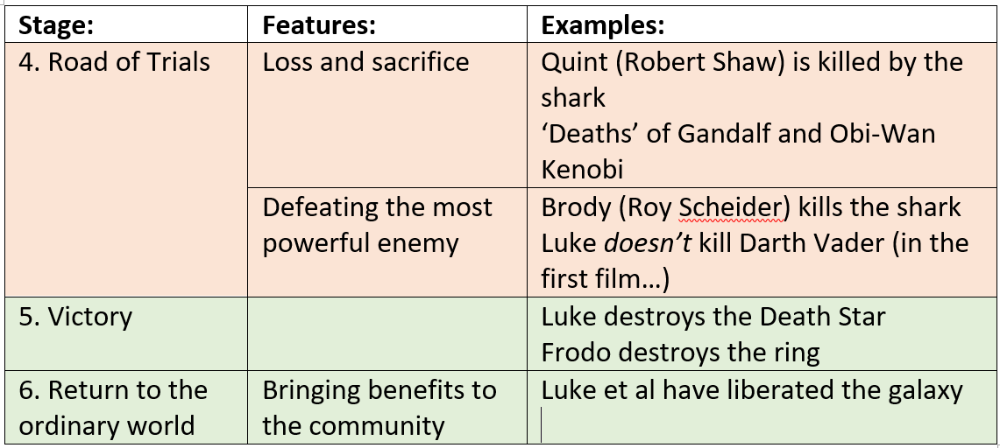 Stage:
Features:
Examples:
4. Road of Trials
Loss and sacrifice
Quint (Robert Shaw) is killed by the
shark
‘Deaths’ of Gandalf and Obi-Wan
Kenobi
Defeating the most
powerful enemy
Brody (Roy Scheider) kills the shark
Luke doesn’t kill Darth Vader (in the
first film…)
5. Victory
Luke destroys the Death Star
Frodo destroys the ring
6. Return to the
ordinary world
Bringing benefits to
the community
Luke et al have liberated the galaxy